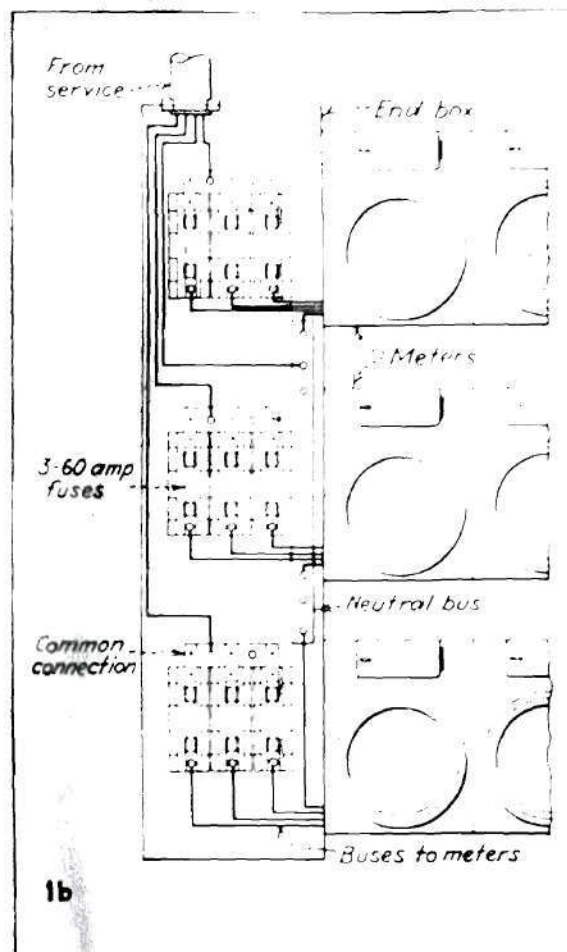 From
service
End box
Meters
3-60 amp
fuses
Neutral bus
Common
connection
Buses to meters
1b